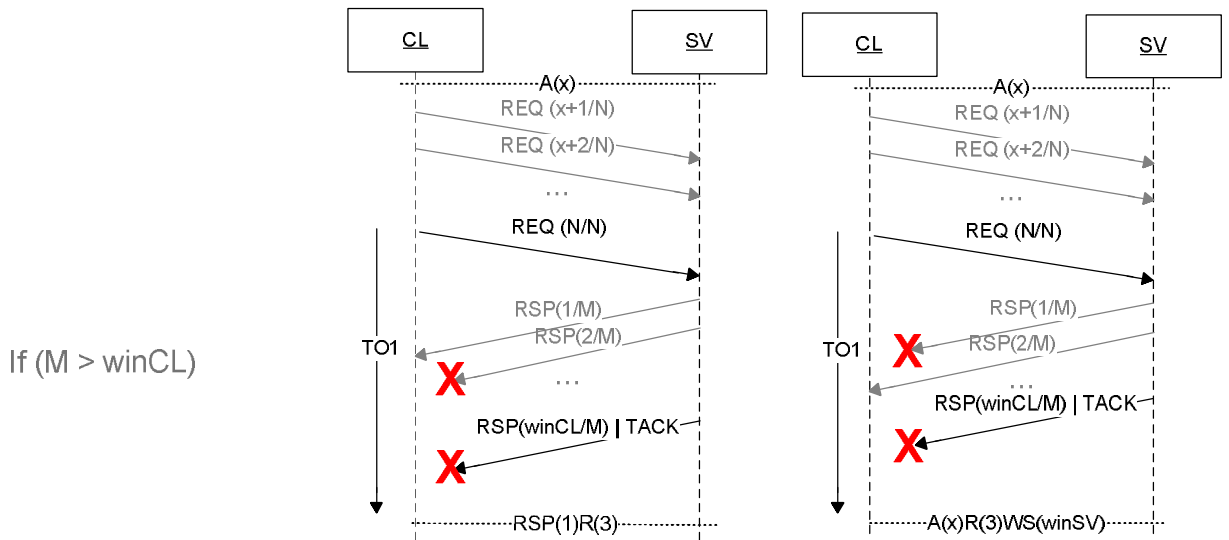 CL
SV
A(x)
REQ (x+1/N)
REQ (x+2/N)
...
REQ (N/N)
RSP(1/M)
TO1
RSP(2/M)
X
...
RSP(winCL/M) | TACK
X
RSP(1)R(3)
If (M > winCL)
CL
SV
A(x)
REQ (x+1/N)
REQ (x+2/N)
...
REQ (N/N)
RSP(1/M)
TO1
X
RSP(2/M)
...
RSP(winCL/M) | TACK
X
A(x)R(3)WS(winSV)